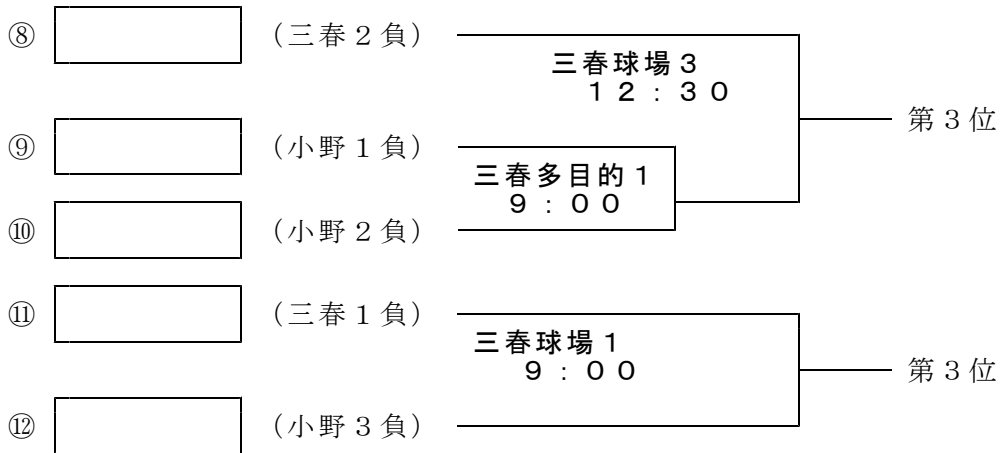 ⑧ (三春2負)
三春球場3
12:30
第3位
⑨ (小野1負)
三春多目的1
9:00
⑩ (小野2負)
⑪ (三春1負)
三春球場1
9:00
第3位
⑫ (小野3負)